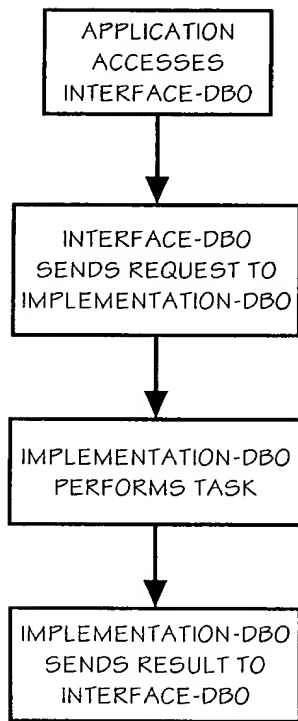 APPLICATION
ACCESSES
INTERFACE-DBO
INTERFACE-DBO
SENDS REQUEST TO
IMPLEMENTATION-DBO
IMPLEMENTATION-DBO
PERFORMS TASK
IMPLEMENTATION-DBO
SENDS RESULT TO
INTERFACE-DBO